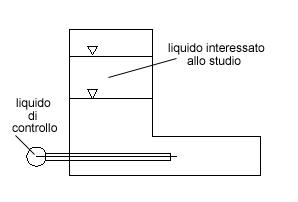 liquido interessato
allo studio
liquido
di
controllo